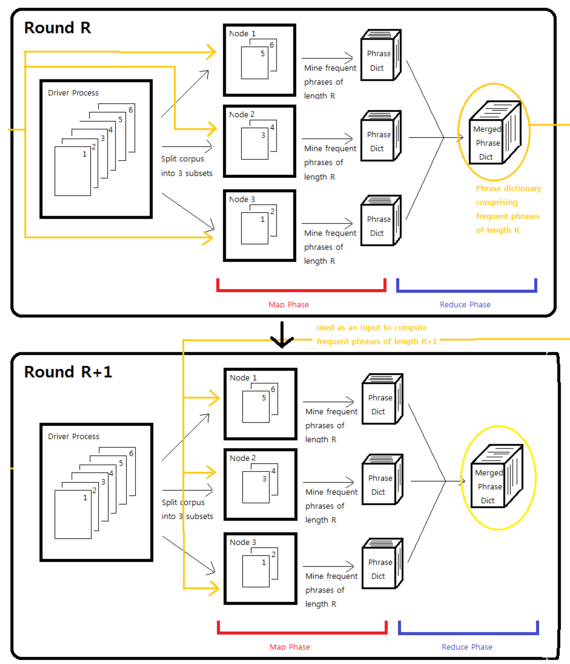 Round R
Driver Process
1
2
3
4
5
6
Split corpus
into 3 subsets
Node 1
5
6
Mine frequent
phrases of
length R
Phrase
Dict
Node 2
3
4
Mine frequent
phrases of
length R
Phrase
Dict
Node 3
1
2
Mine frequent
phrases of
length R
Phrase
Dict
Merged
Phrase
Dict
Phrase dictionary
comprising
frequent phrases
of length R
Map Phase
Reduce Phase
used as an input to compute
frequent phrases of length R+1
Round R+1
Driver Process
1
2
3
4
5
6
Split corpus
into 3 subsets
Node 1
5
6
Mine frequent
phrases of
length R
Phrase
Dict
Node 2
3
4
Mine frequent
phrases of
length R
Phrase
Dict
Node 3
1
2
Mine frequent
phrases of
length R
Phrase
Dict
Merged
Phrase
Dict
Map Phase
Reduce Phase